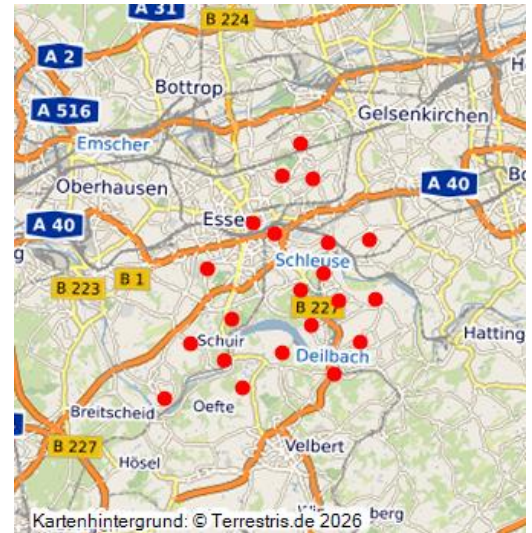 A 31
B 224
A 2
Bottrop
A 516
Gelsenkirchen
Emscher
Oberhausen
A 40
Esse
A 40
Schleuse
B 1
B 223
B 227
Hatting
Schuir
Deilbach
Breitscheid
Oefte
B 227
Velbert
Hösel
berg
Kartenhintergrund: © Terrestris.de 2026